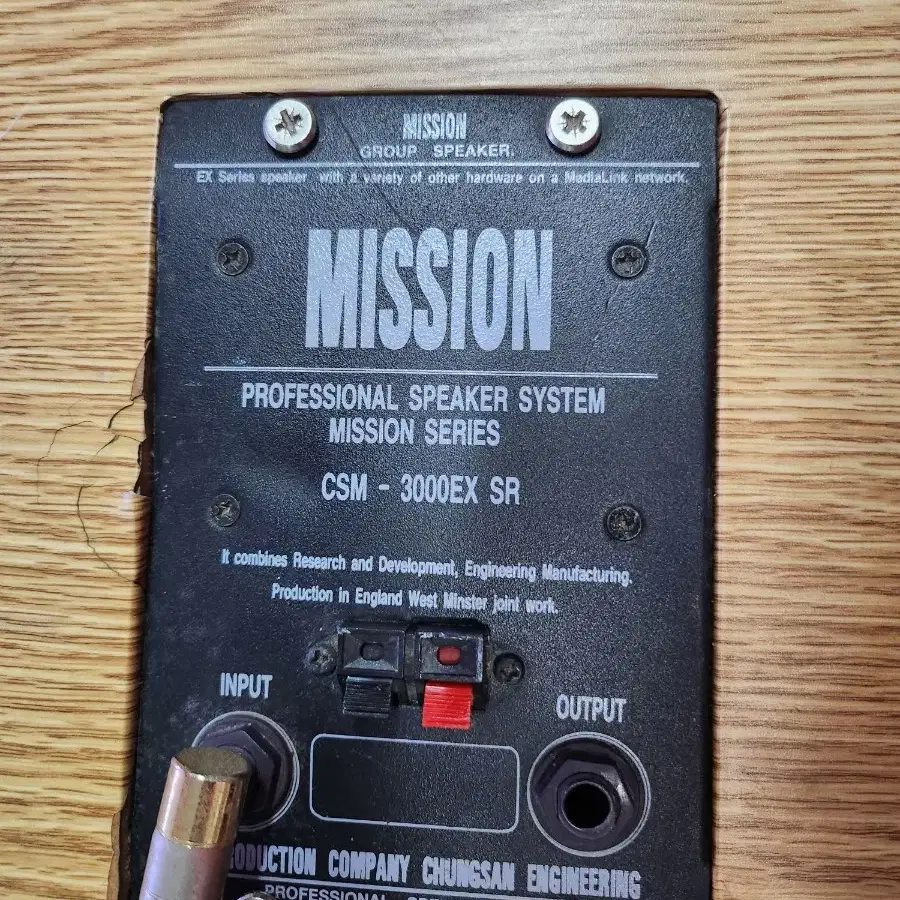 MISSION
GROUP SPEAKER.
EX Series speaker with a variety of other hardware on a MediaLink network.
MISSION
PROFESSIONAL SPEAKER SYSTEM
MISSION SERIES
CSM - 3000EX SR
It combines Research and Development, Engineering Manufacturing.
Production in England West Minster joint work.
INPUT
OUTPUT
COMPANY CHUNGSAN ENGINEERING
PROFESSIONAL